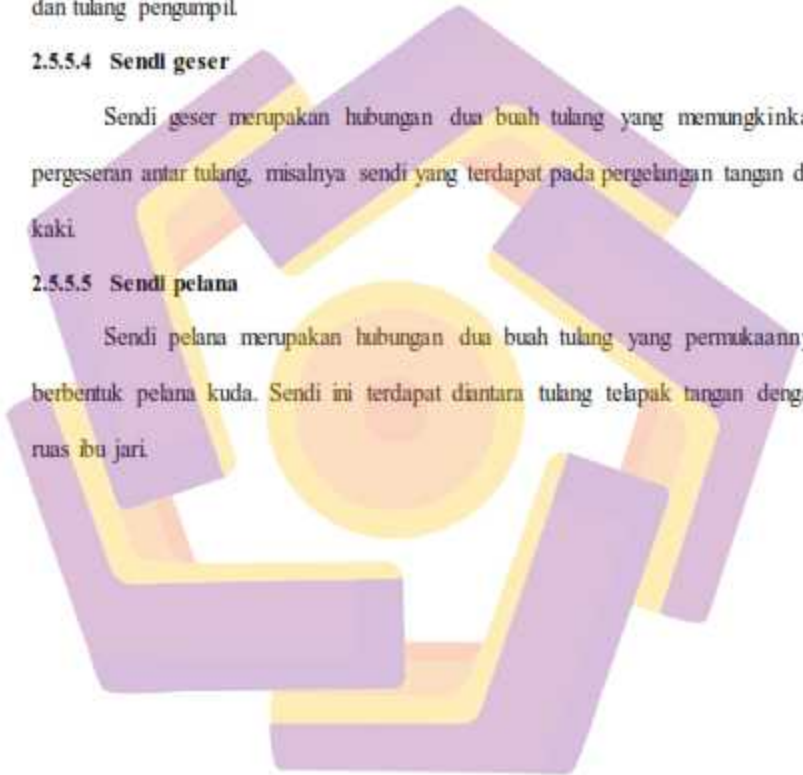 dan tulang pengumpil.
2.5.5.4 Sendi geser
Sendi geser merupakan hubungan dua buah tulang yang memungkinka
pergeseran antar tulang, misalnya sendi yang terdapat pada pergelangan tangan d
kaki.
2.5.5.5 Sendi pelana
Sendi pelana merupakan hubungan dua buah tulang yang permukaanny
berbentuk pelana kuda. Sendi ini terdapat diantara tulang telapak tangan denga
ruas ibu jari.